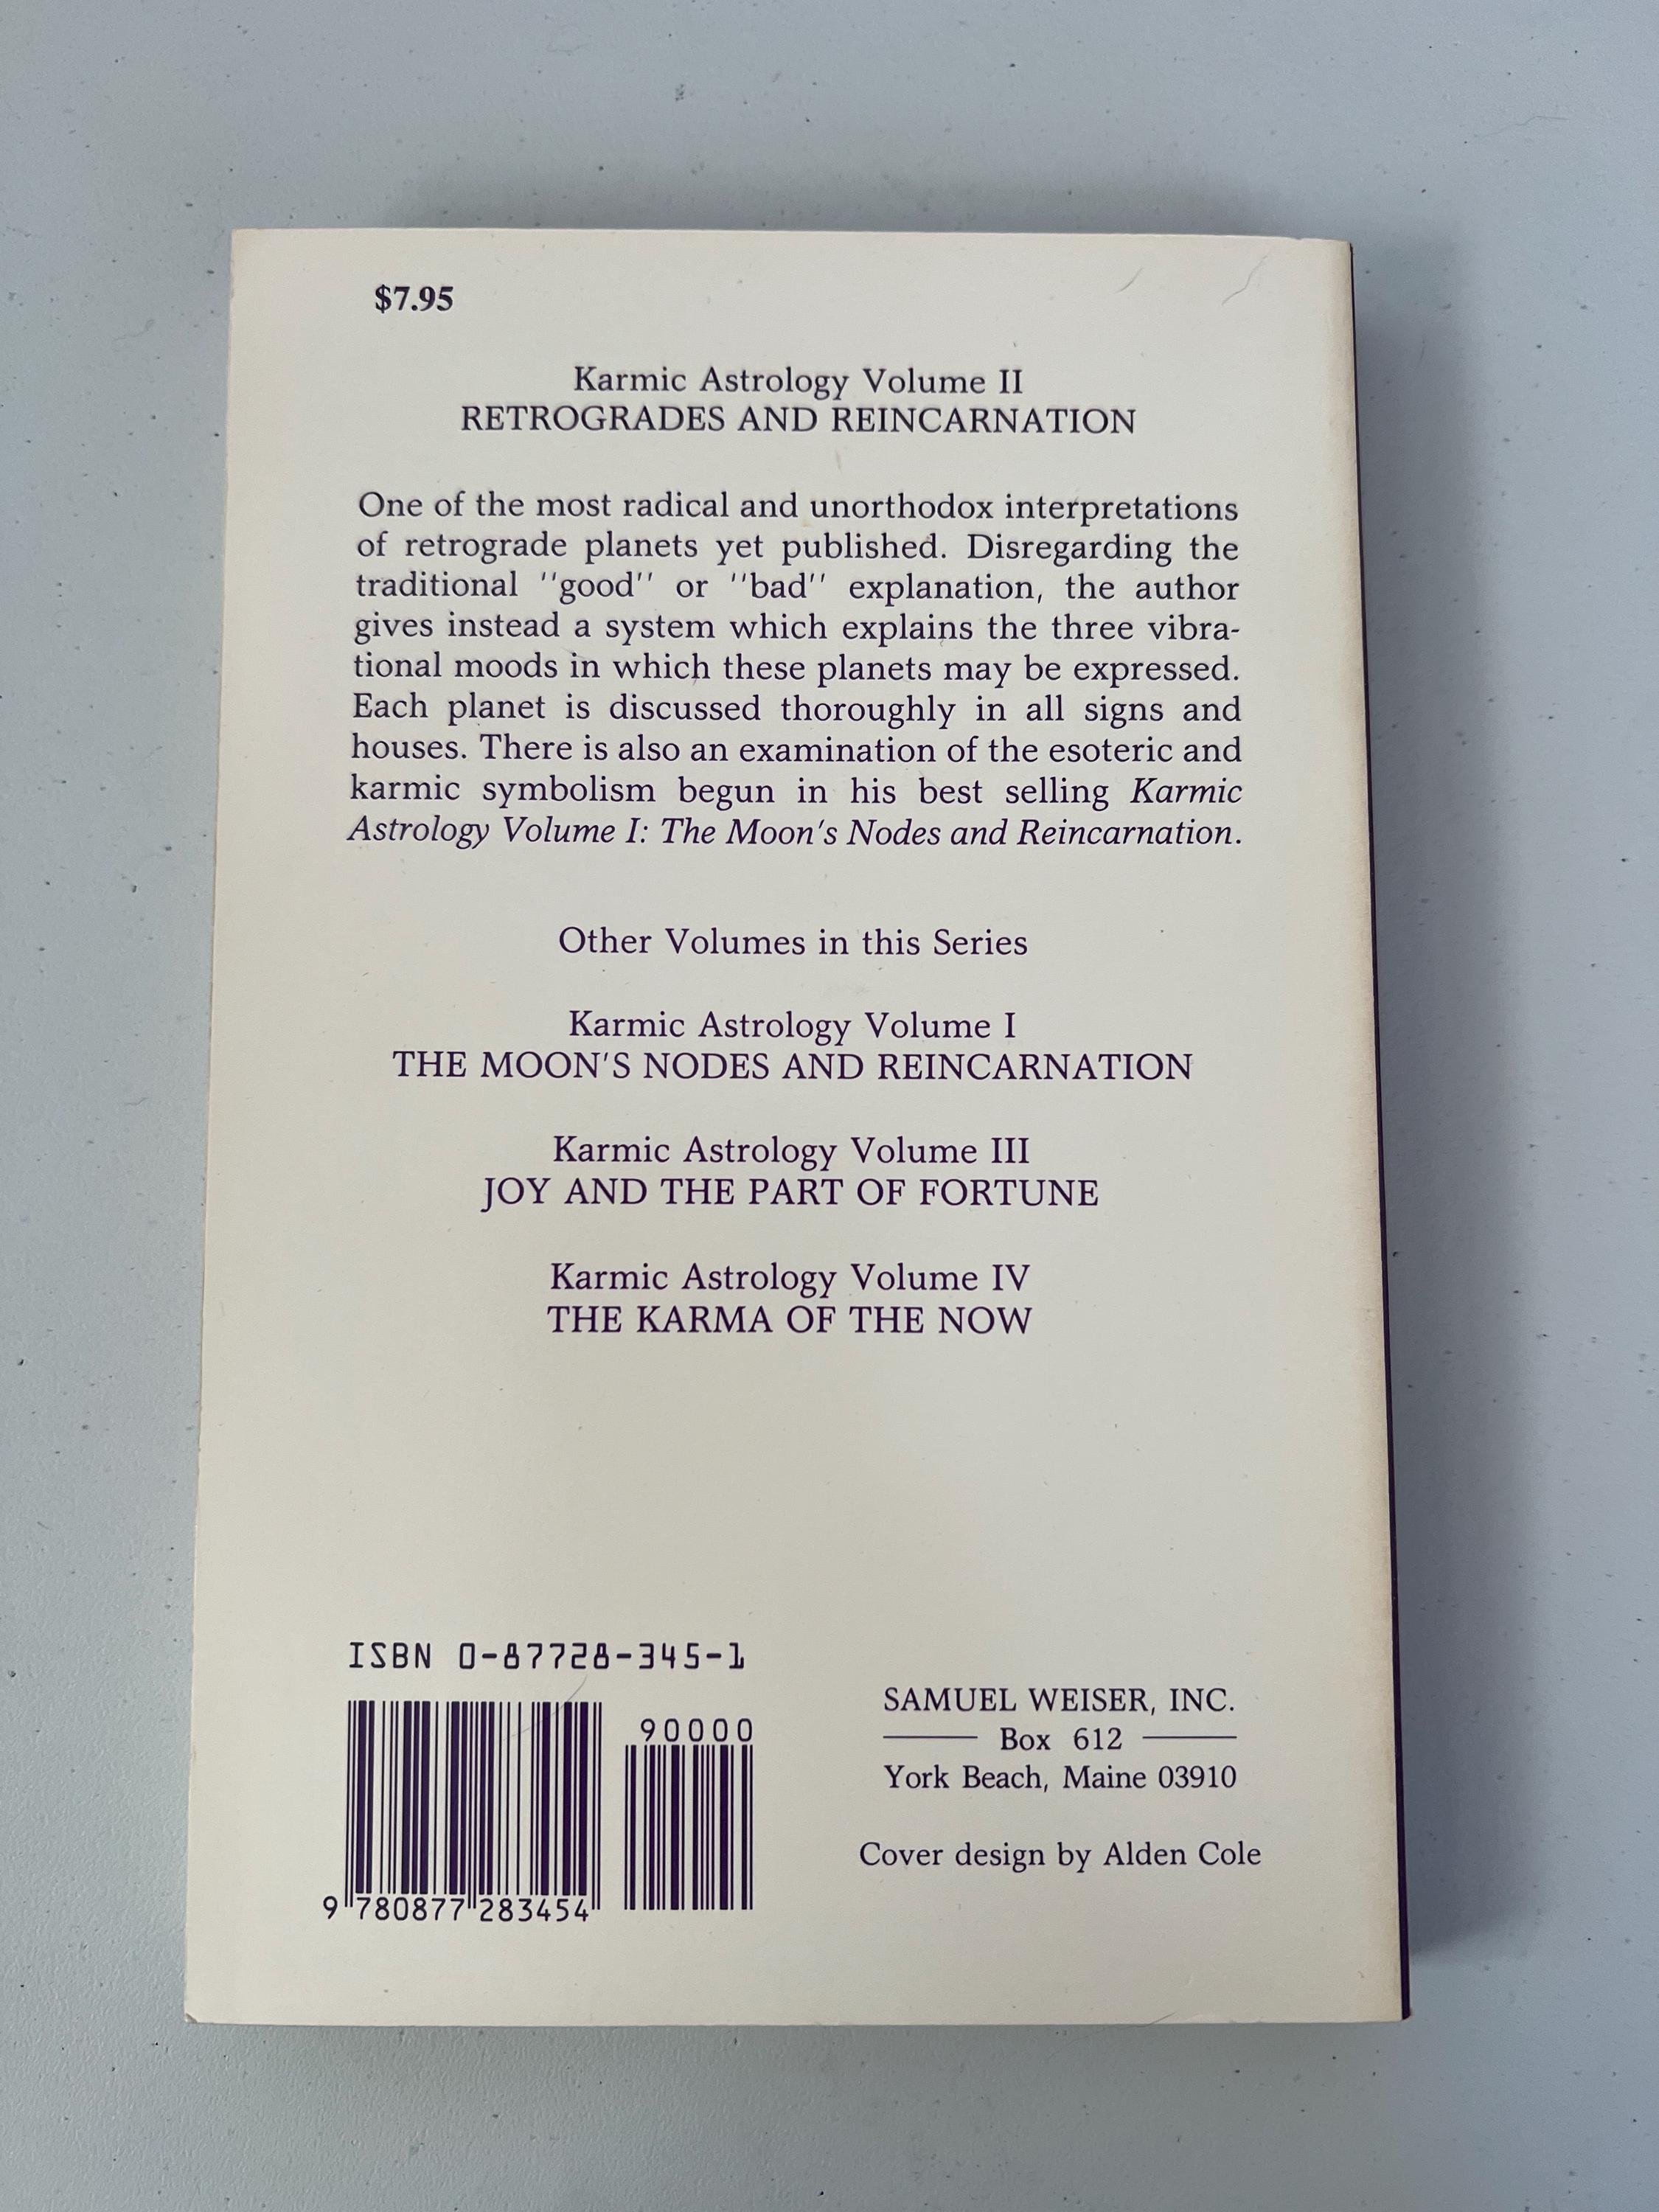 $7.95
Karmic Astrology Volume II
RETROGRADES AND REINCARNATION
One of the most radical and unorthodox interpretations
of retrograde planets yet published. Disregarding the
traditional "good" or "bad" explanation, the author
gives instead a system which explains the three vibra-
tional moods in which these planets may be expressed.
Each planet is discussed thoroughly in all signs and
houses. There is also an examination of the esoteric and
karmic symbolism begun in his best selling Karmic
Astrology Volume I: The Moon's Nodes and Reincarnation.
Other Volumes in this Series
Karmic Astrology Volume I
THE MOON'S NODES AND REINCARNATION
Karmic Astrology Volume III
JOY AND THE PART OF FORTUNE
Karmic Astrology Volume IV
THE KARMA OF THE NOW
ISBN 0-87728-345-1
90000
9 780877 283454
SAMUEL WEISER, INC.
Box 612
York Beach, Maine 03910
Cover design by Alden Cole